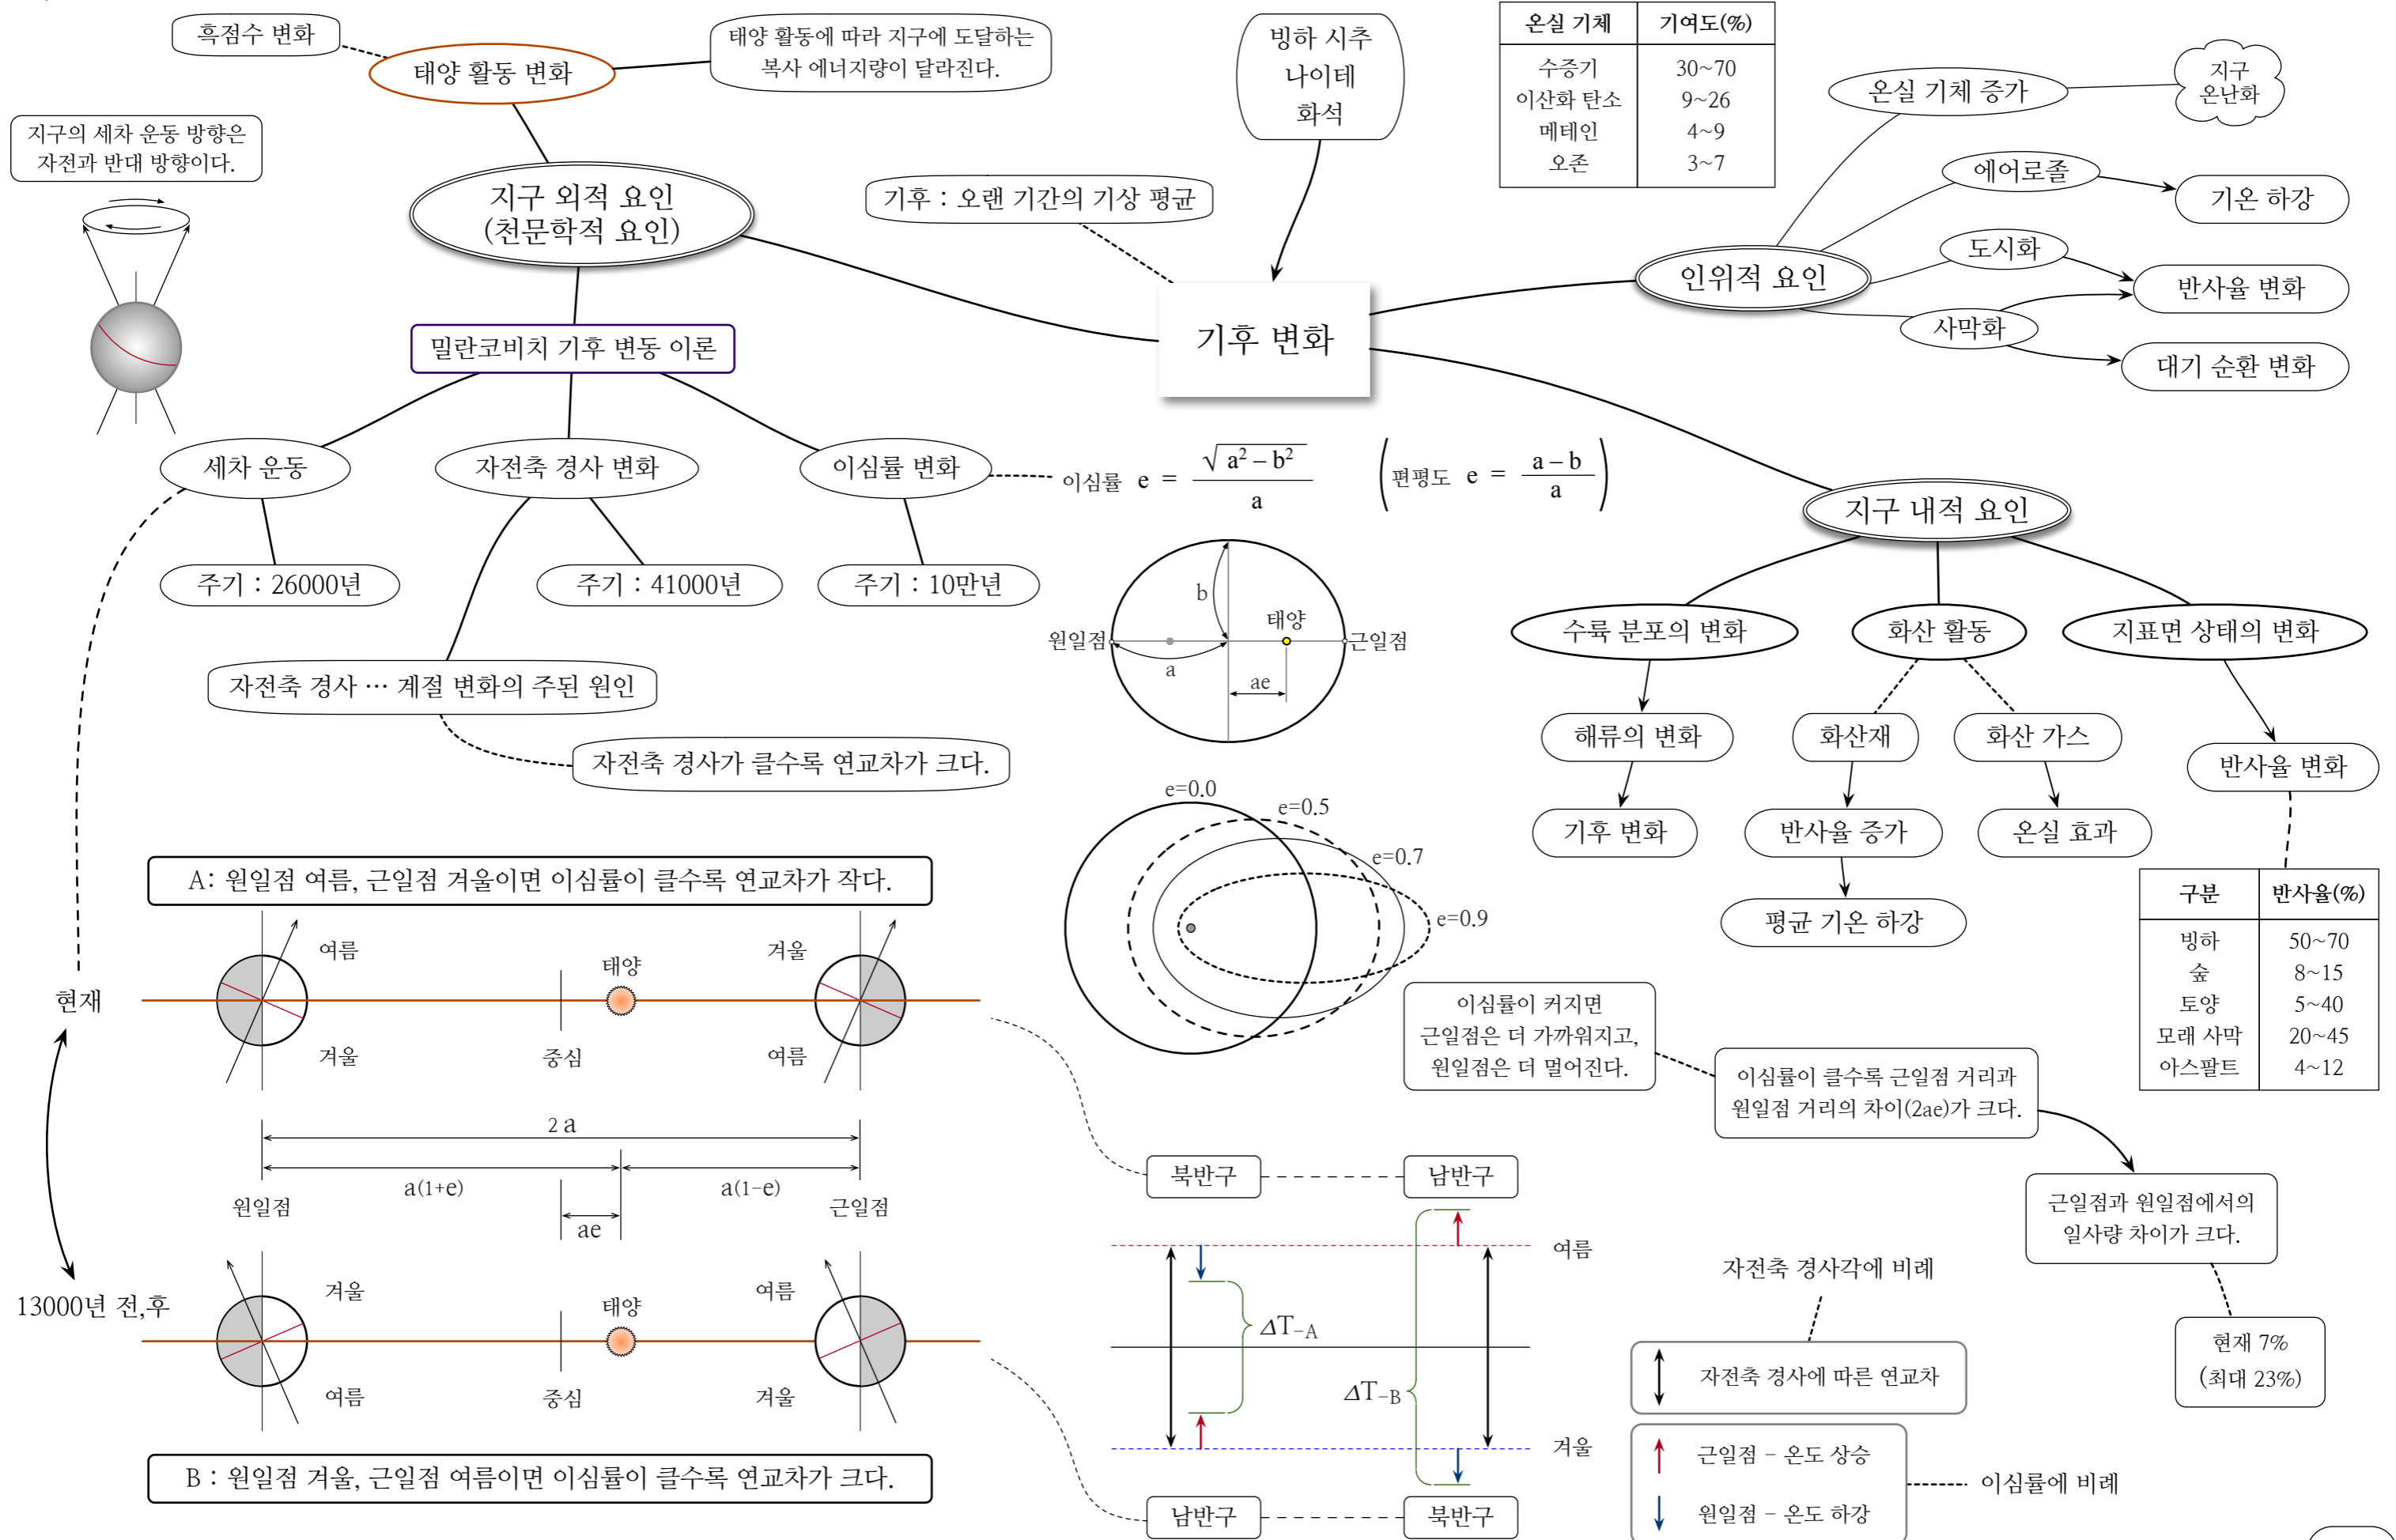 흑점수 변화
태양 활동 변화
태양 활동에 따라 지구에 도달하는
복사 에너지량이 달라진다.
빙하 시추
나이테
화석
온실 기체 기여도(%)
수증기 30~70
이산화 탄소 9~26
메테인 4~9
오존 3~7
온실 기체 증가
지구
온난화
지구의 세차 운동 방향은
자전과 반대 방향이다.
지구 외적 요인
(천문학적 요인)
기후 : 오랜 기간의 기상 평균
에어로졸
기온 하강
도시화
인위적 요인
반사율 변화
사막화
대기 순환 변화
기후 변화
밀란코비치 기후 변동 이론
세차 운동
자전축 경사 변화
이심률 변화
이심률 e = √a² – b² / a
(편평도 e = a – b / a)
지구 내적 요인
주기 : 26000년
주기 : 41000년
주기 : 10만년
b
태양
원일점
근일점
a
ae
수륙 분포의 변화
화산 활동
지표면 상태의 변화
자전축 경사 … 계절 변화의 주된 원인
자전축 경사가 클수록 연교차가 크다.
해류의 변화
화산재
화산 가스
반사율 변화
기후 변화
반사율 증가
온실 효과
평균 기온 하강
e=0.0
e=0.5
e=0.7
e=0.9
구분 반사율(%)
빙하 50~70
숲 8~15
토양 5~40
모래 사막 20~45
아스팔트 4~12
A: 원일점 여름, 근일점 겨울이면 이심률이 클수록 연교차가 작다.
여름
태양
겨울
현재
겨울
중심
여름
이심률이 커지면
근일점은 더 가까워지고,
원일점은 더 멀어진다.
이심률이 클수록 근일점 거리과
원일점 거리의 차이(2ae)가 크다.
2 a
a(1+e)
a(1-e)
원일점
ae
근일점
북반구
남반구
근일점과 원일점에서의
일사량 차이가 크다.
현재 7%
(최대 23%)
13000년 전,후
겨울
태양
여름
여름
중심
겨울
여름
ΔT-A
ΔT-B
겨울
남반구
북반구
자전축 경사각에 비례
자전축 경사에 따른 연교차
근일점 - 온도 상승
원일점 - 온도 하강
이심률에 비례
B : 원일점 겨울, 근일점 여름이면 이심률이 클수록 연교차가 크다.